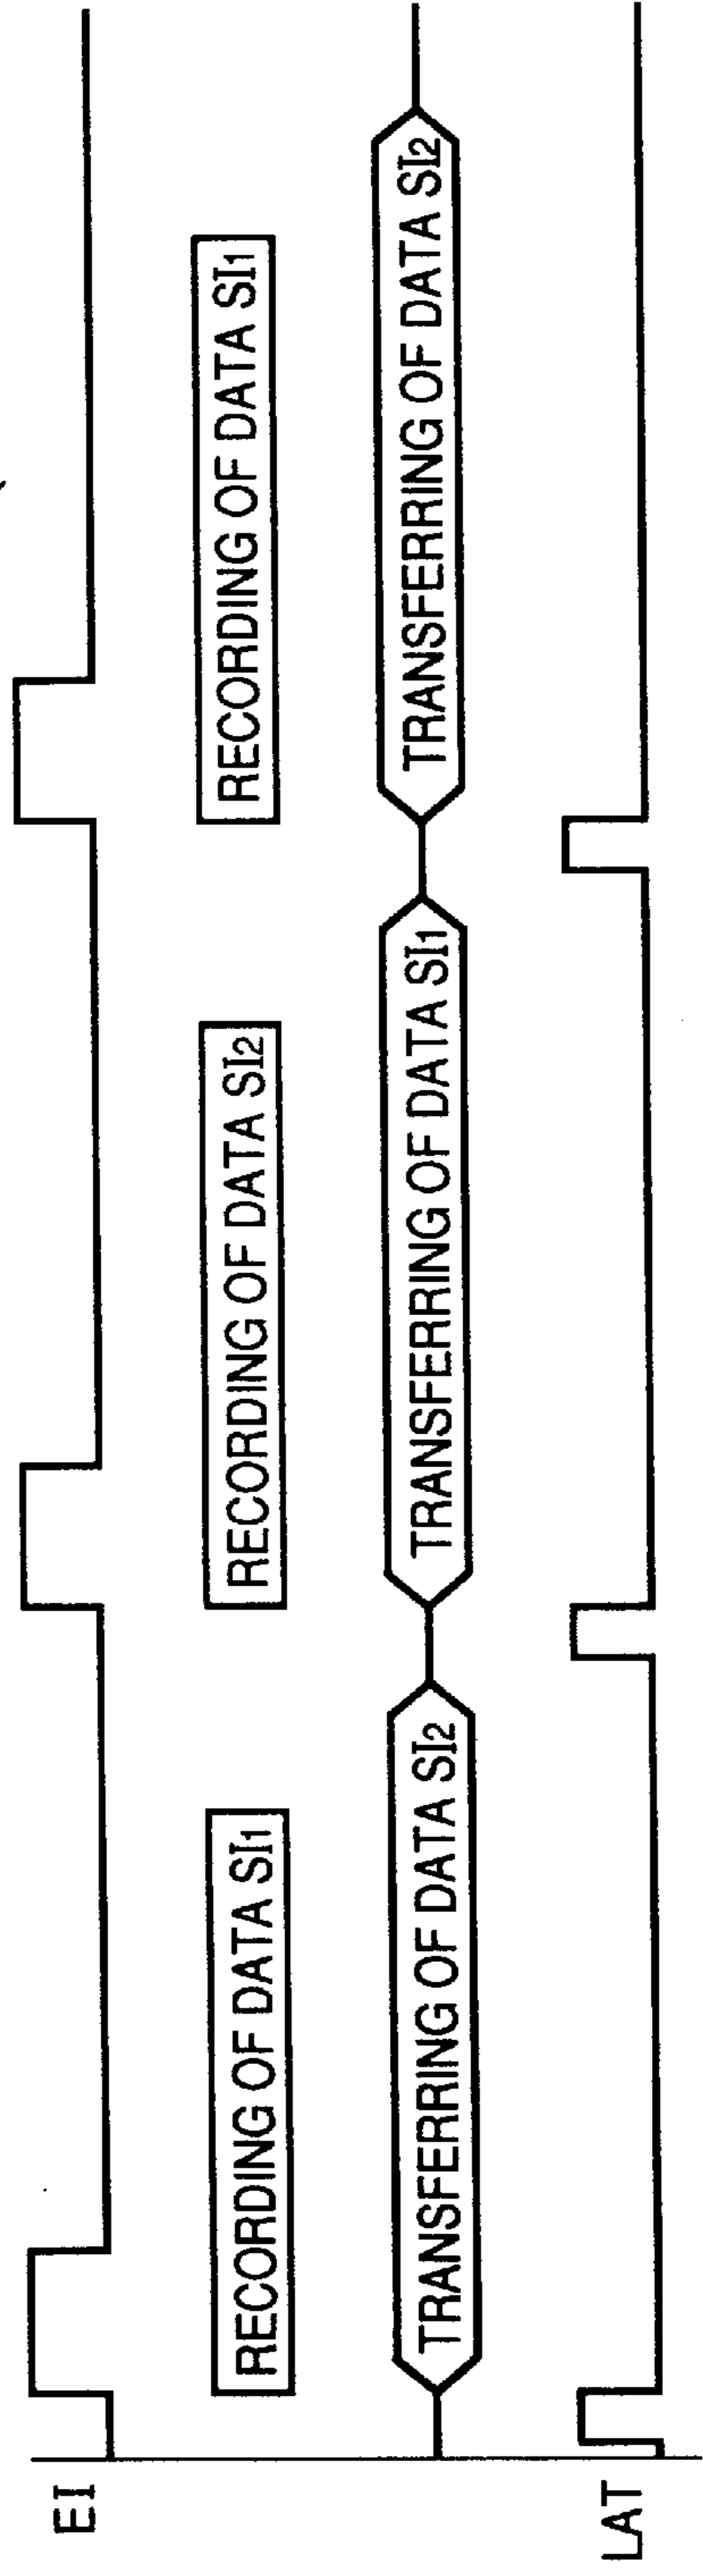 EI
RECORDING OF DATA SI1
RECORDING OF DATA SI2
RECORDING OF DATA SI1
TRANSFERRING OF DATA SI2
TRANSFERRING OF DATA SI1
TRANSFERRING OF DATA SI2
LAT